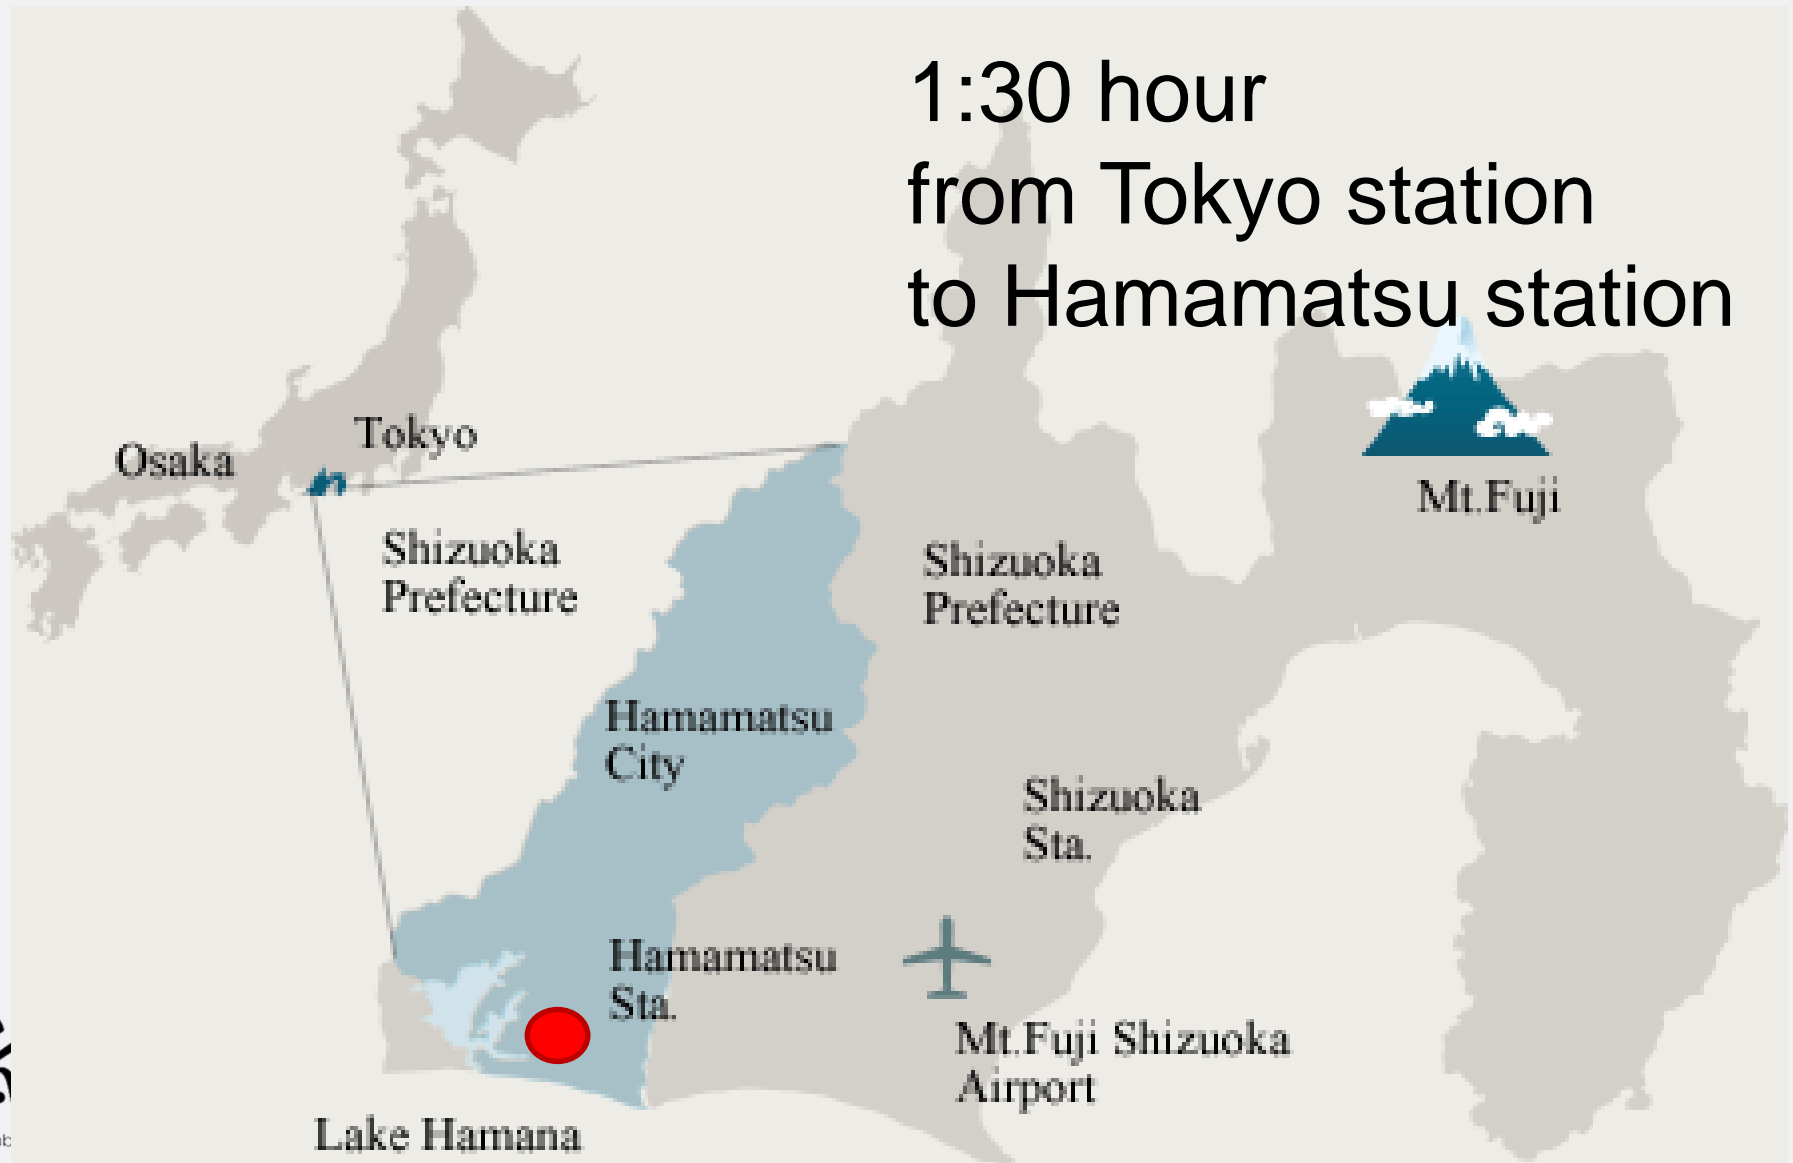 1:30 hour
from Tokyo station
to Hamamatsu station
Tokyo
Osaka
Mt.Fuji
Shizuoka
Prefecture
Shizuoka
Prefecture
Hamamatsu
City
Shizuoka
Sta.
Hamamatsu
Sta.
Mt.Fuji Shizuoka
Airport
Lake Hamana